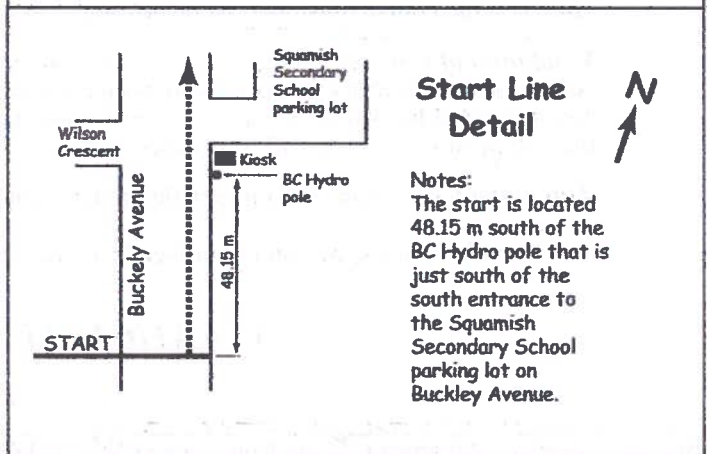 Squamish
Secondary
School
parking lot
Start Line
Detail
N
Wilson
Crescent
Kiosk
BC Hydro
pole
Buckely Avenue
48.15 m
START
Notes:
The start is located
48.15 m south of the
BC Hydro pole that is
just south of the
south entrance to
the Squamish
Secondary School
parking lot on
Buckley Avenue.